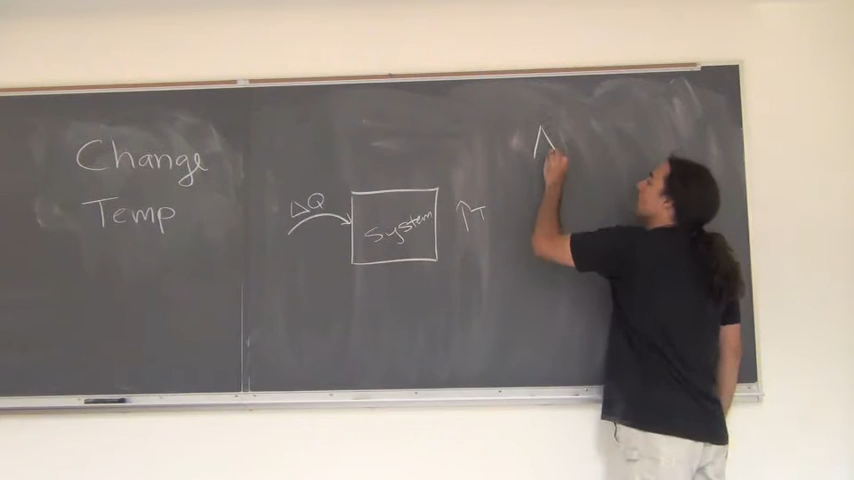 Change
Temp
ΔQ
System
↑T